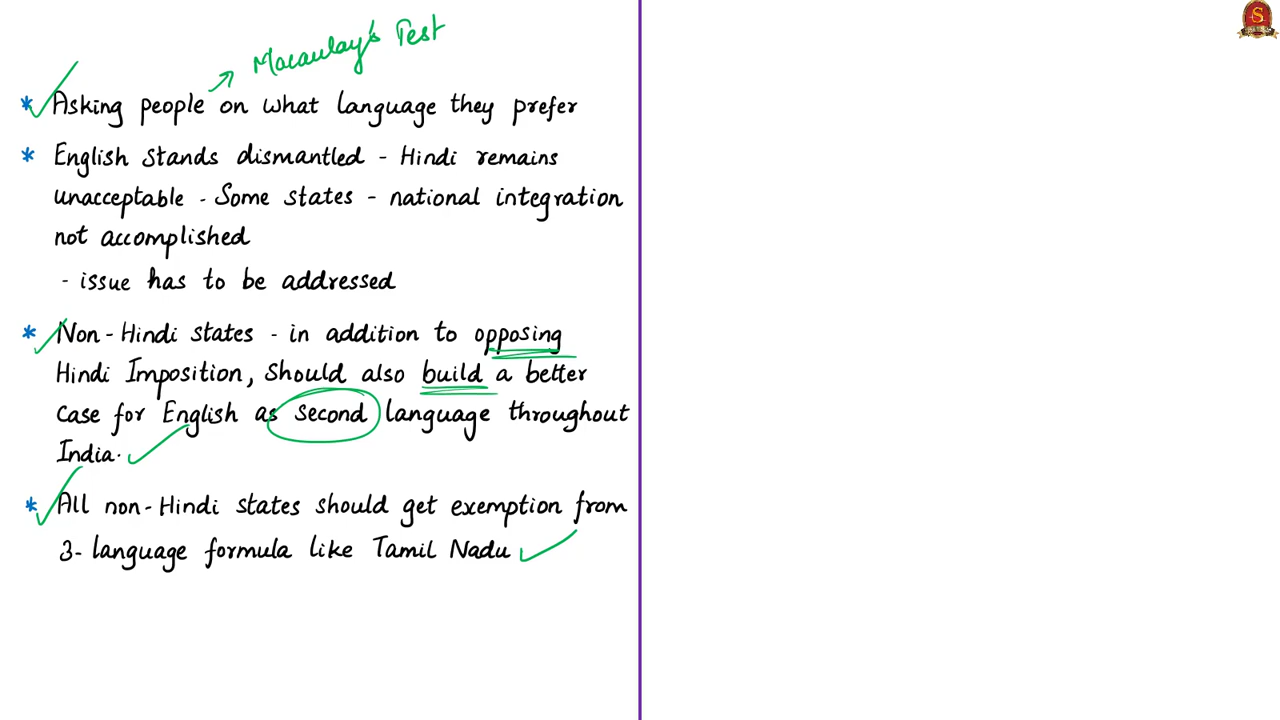 Macaulay's Test
* Asking people on what language they prefer
* English stands dismantled - Hindi remains
unacceptable - Some states - national integration
not accomplished
- issue has to be addressed
* Non-Hindi states - in addition to opposing
Hindi Imposition, should also build a better
case for English as second language throughout
India.
* All non-Hindi states should get exemption from
3-language formula like Tamil Nadu
S